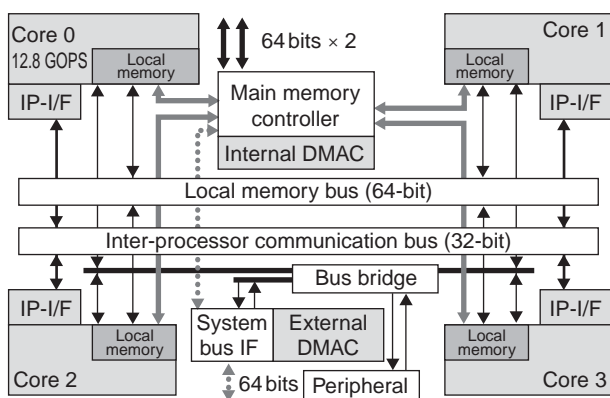 Core 0
12.8 GOPS
Local
memory
IP-I/F
64 bits × 2
Main memory
controller
Internal DMAC
Core 1
Local
memory
IP-I/F
Local memory bus (64-bit)
Inter-processor communication bus (32-bit)
Bus bridge
IP-I/F
Local
memory
Core 2
System
bus IF
External
DMAC
64 bits
Peripheral
IP-I/F
Local
memory
Core 3